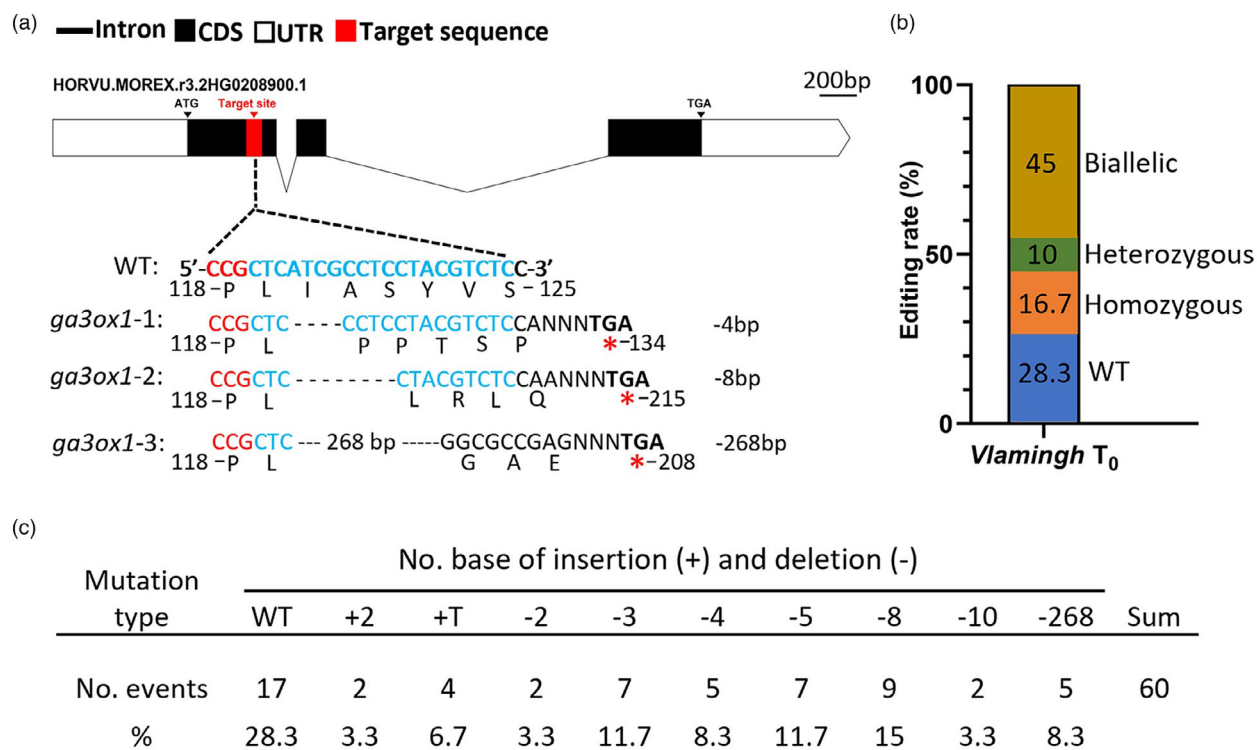 (a)
Intron CDS UTR Target sequence
HORVU.MOREX.r3.2HG0208900.1
200bp
ATG Target site TGA
WT: 5'-CCGCTCATCGCCTCCTACGTCTCC-3'
118 – P L I A S Y V S – 125
ga3ox1-1: CCGCTC - - - - CCTCCTACGTCTCCANNNTGA -4bp
118 – P L P P T S P * – 134
ga3ox1-2: CCGCTC - - - - - - - - CTACGTCTCCAANNNTGA -8bp
118 – P L L R L Q * – 215
ga3ox1-3: CCGCTC --- 268 bp ----- GGCGCCGAGNNNTGA -268bp
118 – P L G A E * – 208
(b)
Editing rate (%)
100
50
0
45 Biallelic
10 Heterozygous
16.7 Homozygous
28.3 WT
Vlamingh T0
(c)
Mutation type
No. base of insertion (+) and deletion (-)
WT +2 +T -2 -3 -4 -5 -8 -10 -268 Sum
No. events 17 2 4 2 7 5 7 9 2 5 60
% 28.3 3.3 6.7 3.3 11.7 8.3 11.7 15 3.3 8.3